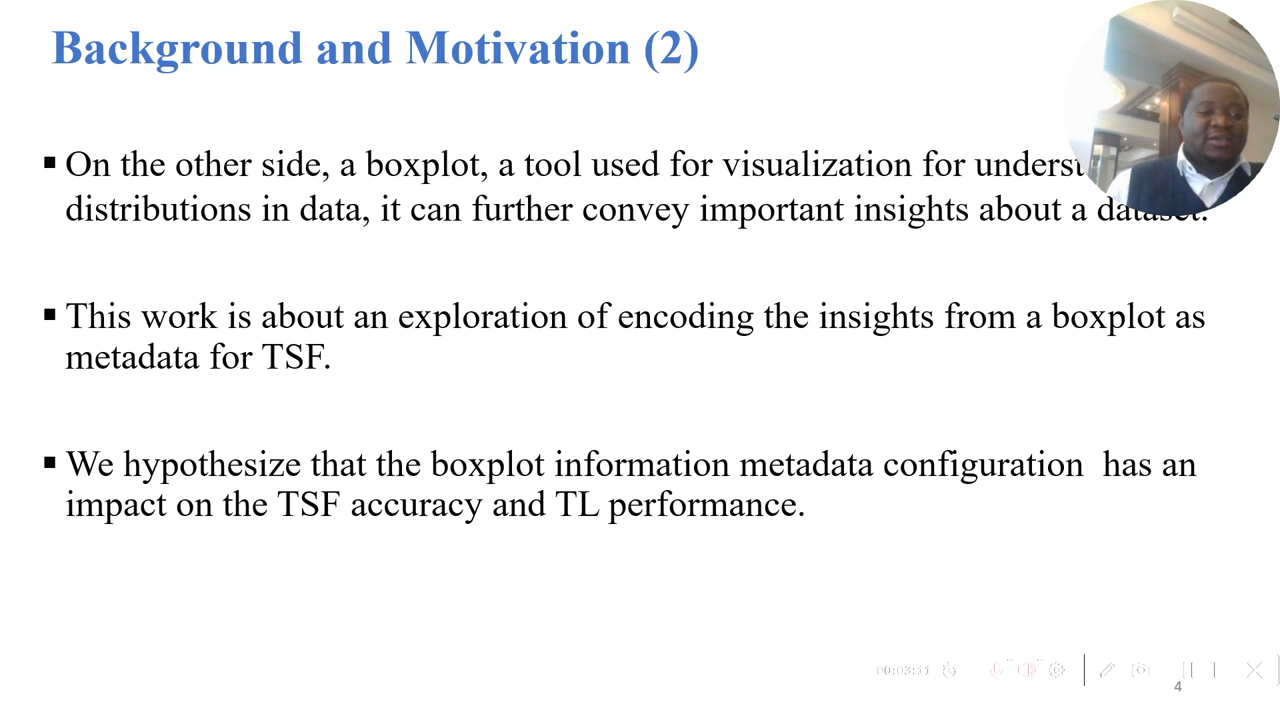 Background and Motivation (2)
▪ On the other side, a boxplot, a tool used for visualization for
distributions in data, it can further convey important insights about a dataset.
▪ This work is about an exploration of encoding the insights from a boxplot as
metadata for TSF.
▪ We hypothesize that the boxplot information metadata configuration has an
impact on the TSF accuracy and TL performance.
4